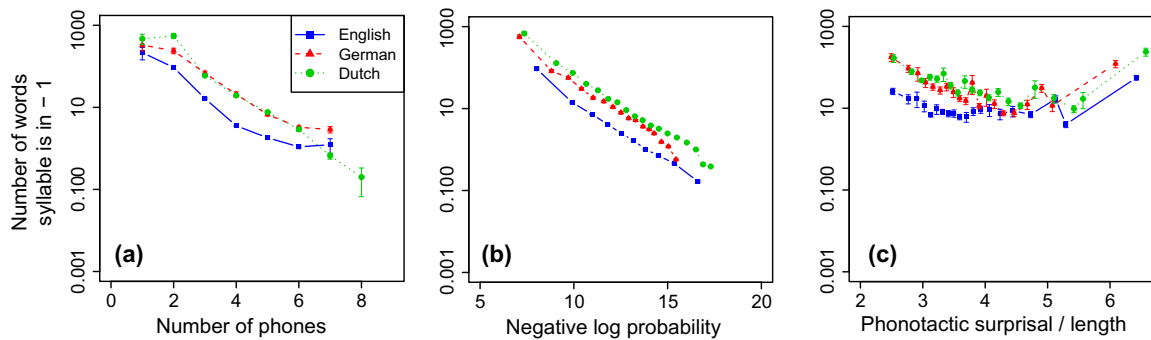 Number of words
syllable is in − 1
0.001 0.100 10 1000
English
German
Dutch
(a)
0 2 4 6 8
Number of phones
0.001 0.100 10 1000
(b)
5 10 15 20
Negative log probability
0.001 0.100 10 1000
(c)
2 3 4 5 6
Phonotactic surprisal / length